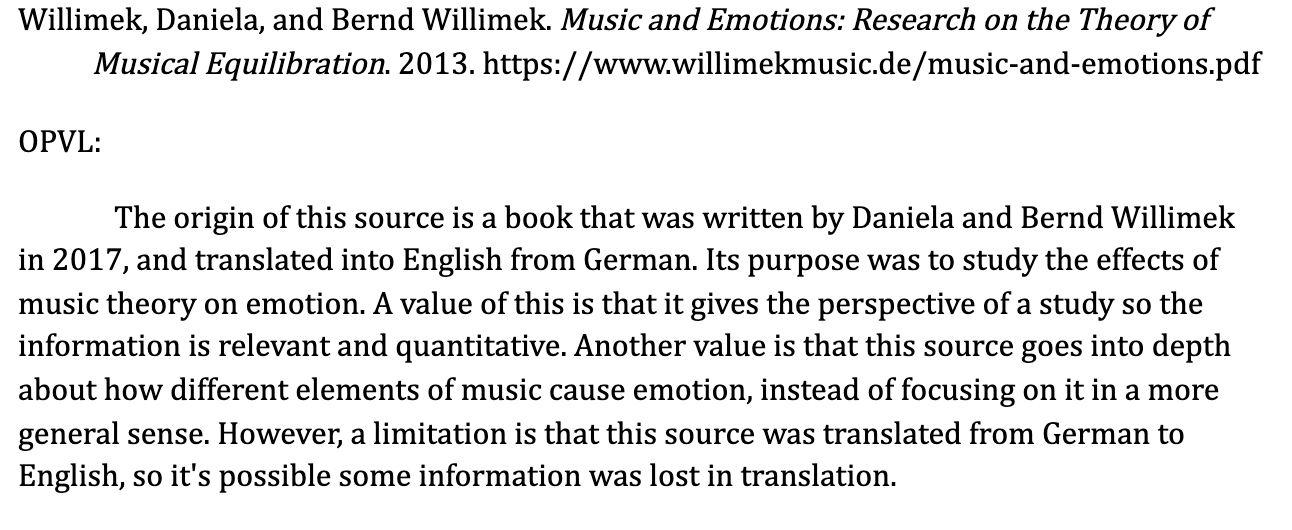 Willimek, Daniela, and Bernd Willimek. Music and Emotions: Research on the Theory of
Musical Equilibration. 2013. https://www.willimekmusic.de/music-and-emotions.pdf
OPVL:
The origin of this source is a book that was written by Daniela and Bernd Willimek
in 2017, and translated into English from German. Its purpose was to study the effects of
music theory on emotion. A value of this is that it gives the perspective of a study so the
information is relevant and quantitative. Another value is that this source goes into depth
about how different elements of music cause emotion, instead of focusing on it in a more
general sense. However, a limitation is that this source was translated from German to
English, so it's possible some information was lost in translation.